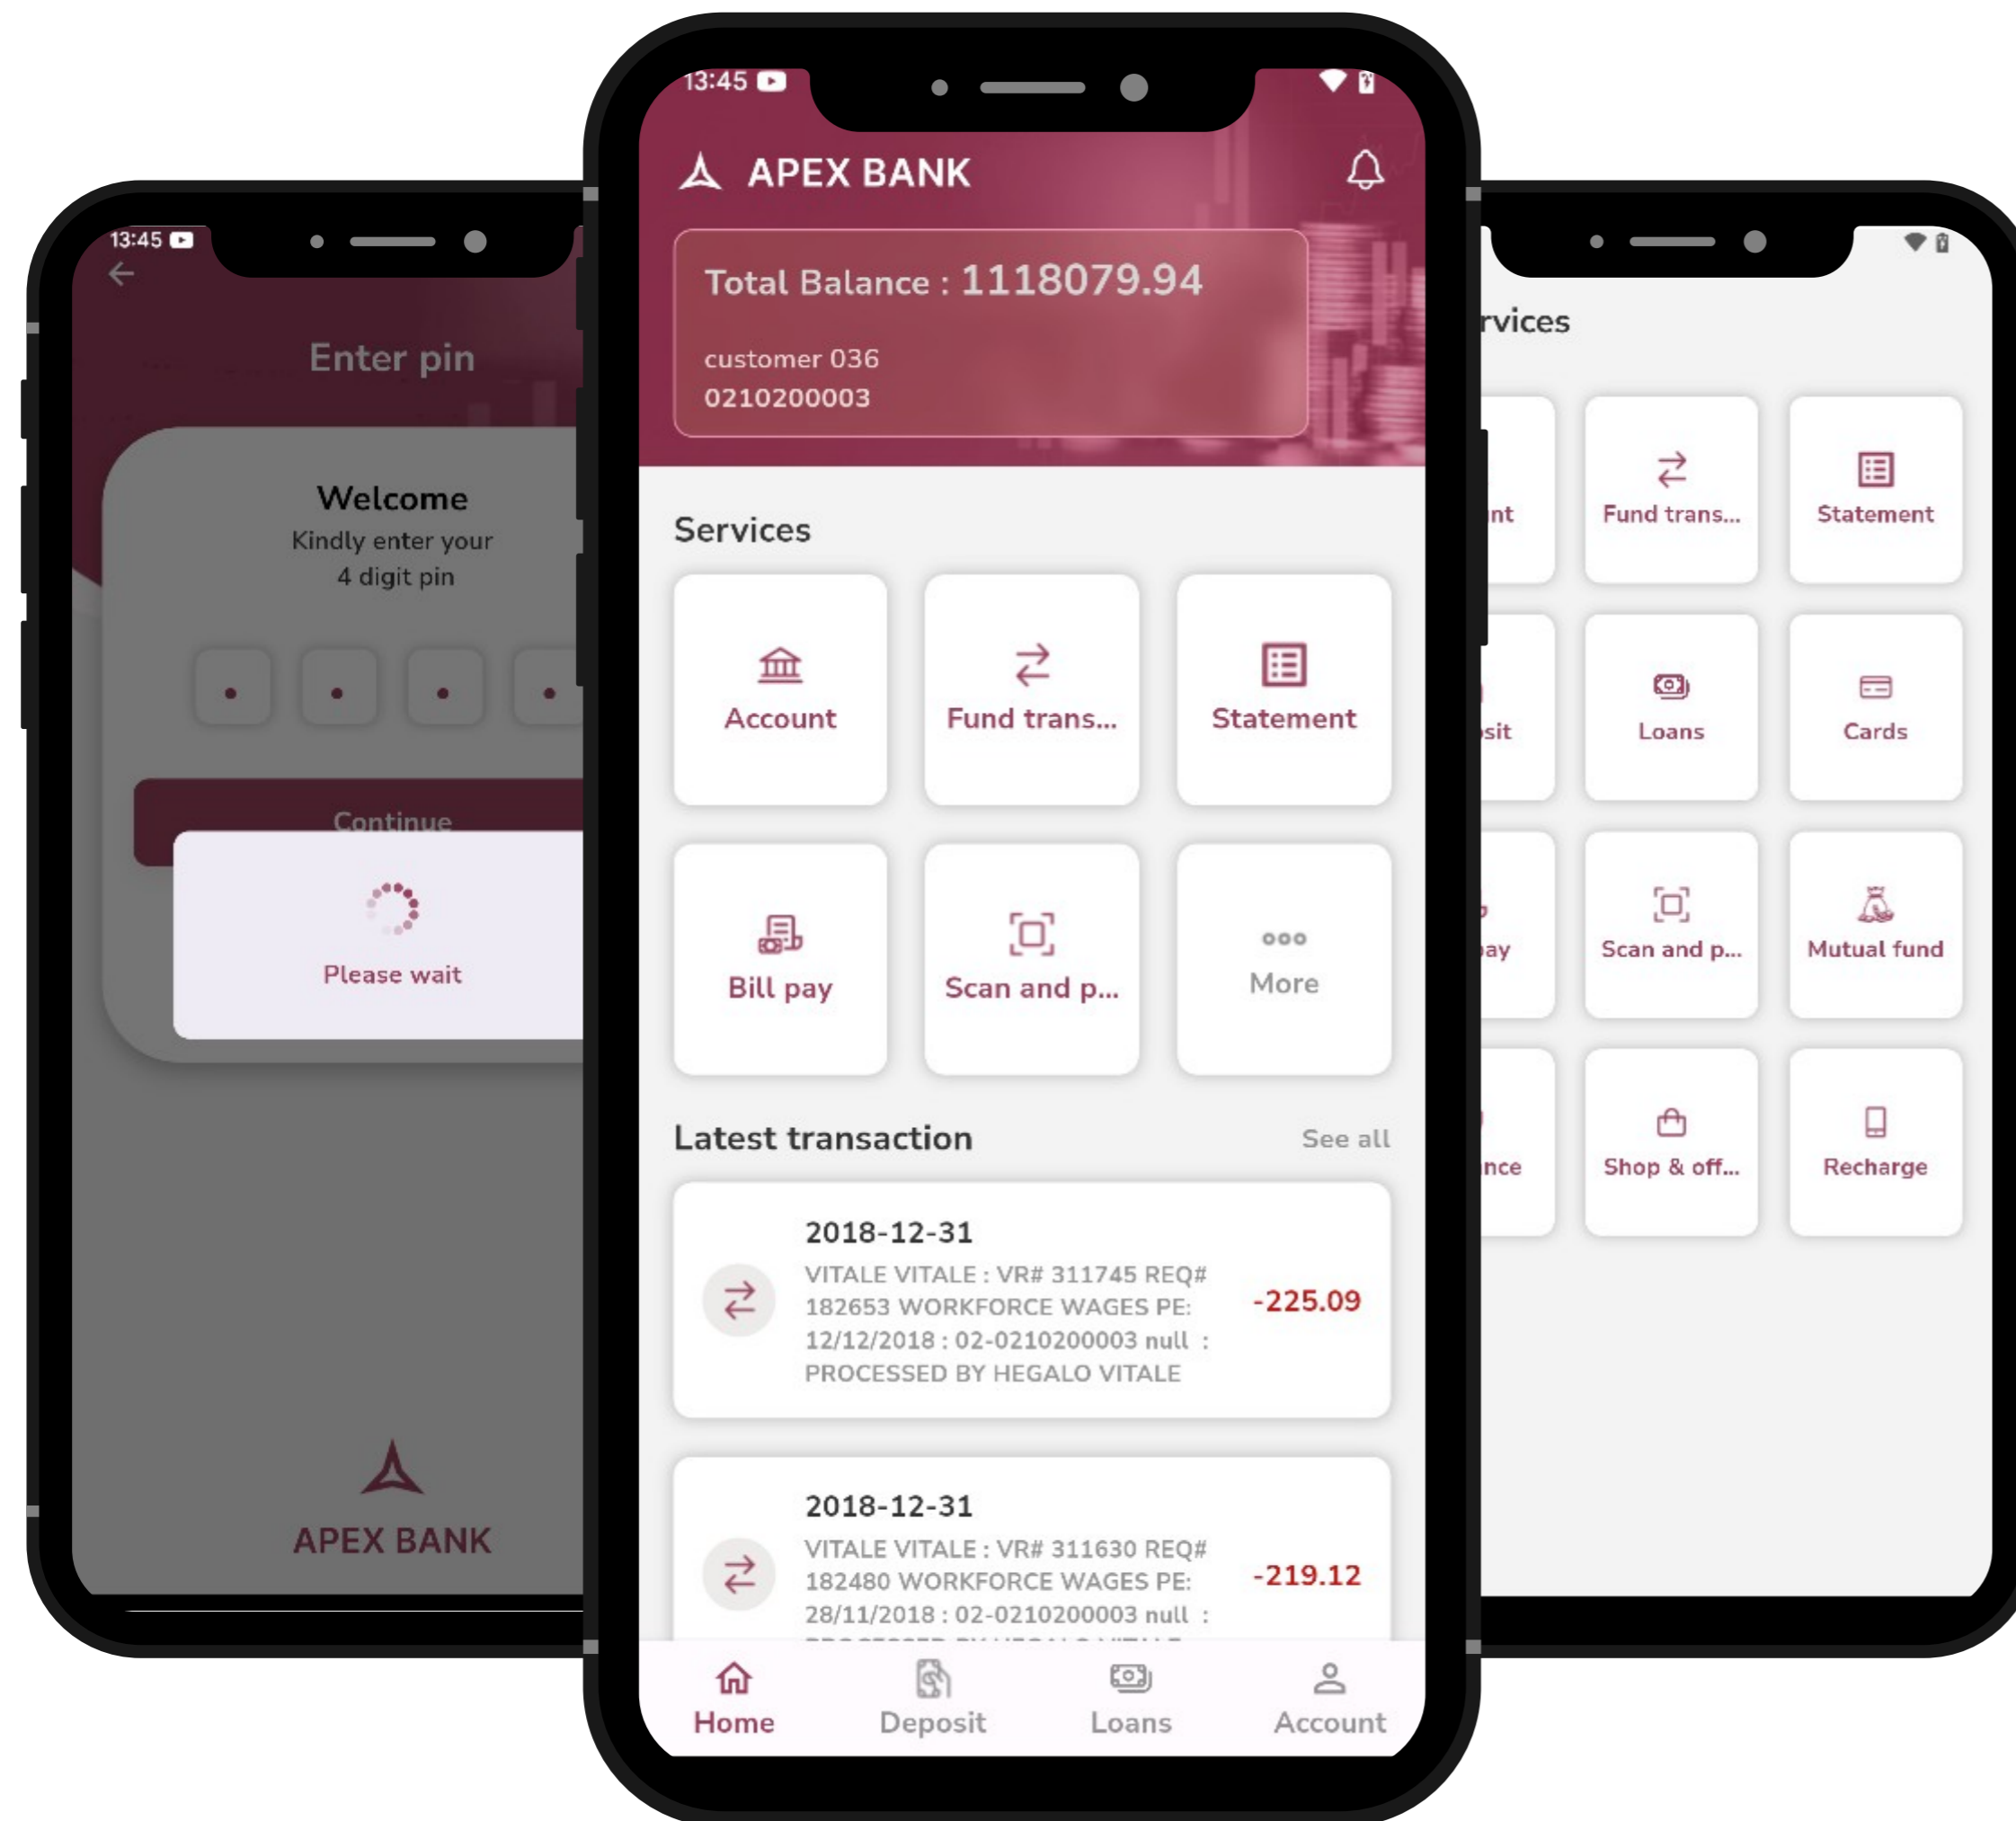 13:45
Enter pin
Welcome
Kindly enter your
4 digit pin
Continue
Please wait
APEX BANK
13:45
APEX BANK
Total Balance : 1118079.94
customer 036
0210200003
Services
Account
Fund trans...
Statement
Bill pay
Scan and p...
More
Latest transaction
See all
2018-12-31
VITALE VITALE : VR# 311745 REQ#
182653 WORKFORCE WAGES PE:
12/12/2018 : 02-0210200003 null :
PROCESSED BY HEGALO VITALE
-225.09
2018-12-31
VITALE VITALE : VR# 311630 REQ#
182480 WORKFORCE WAGES PE:
28/11/2018 : 02-0210200003 null :
-219.12
Home
Deposit
Loans
Account
rvices
nt
Fund trans...
Statement
sit
Loans
Cards
ay
Scan and p...
Mutual fund
nce
Shop & off...
Recharge